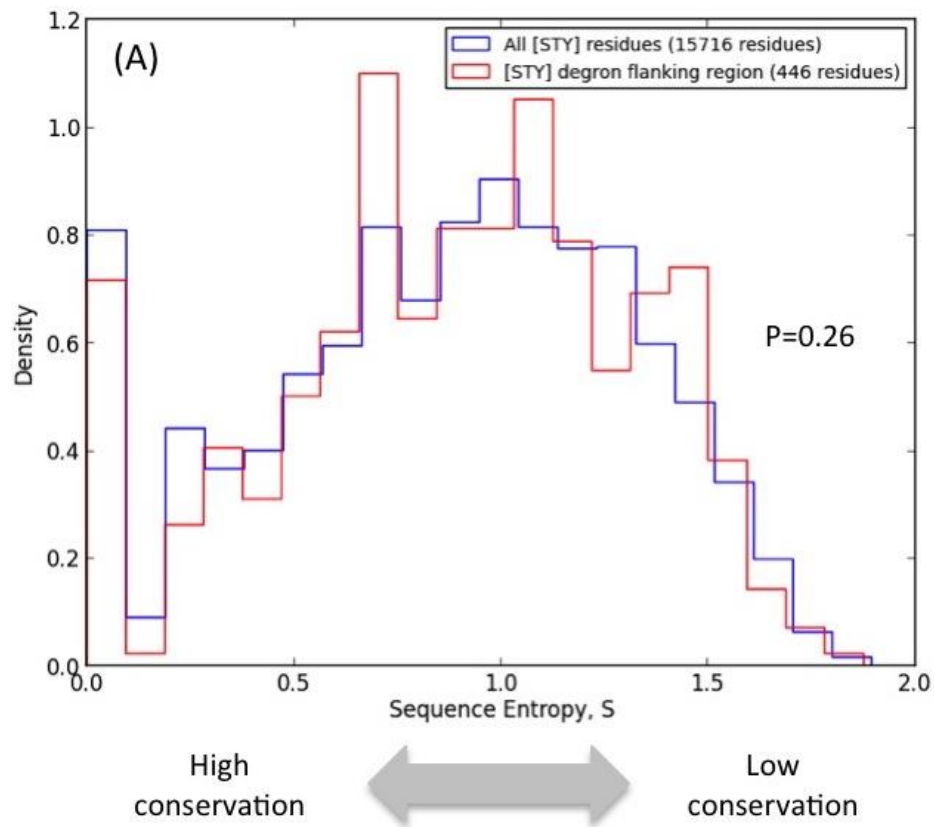 (A)
All [STY] residues (15716 residues)
[STY] degron flanking region (446 residues)
P=0.26
Density
1.2
1.0
0.8
0.6
0.4
0.2
0.0
0.0 0.5 1.0 1.5 2.0
Sequence Entropy, S
High Low
conservation conservation